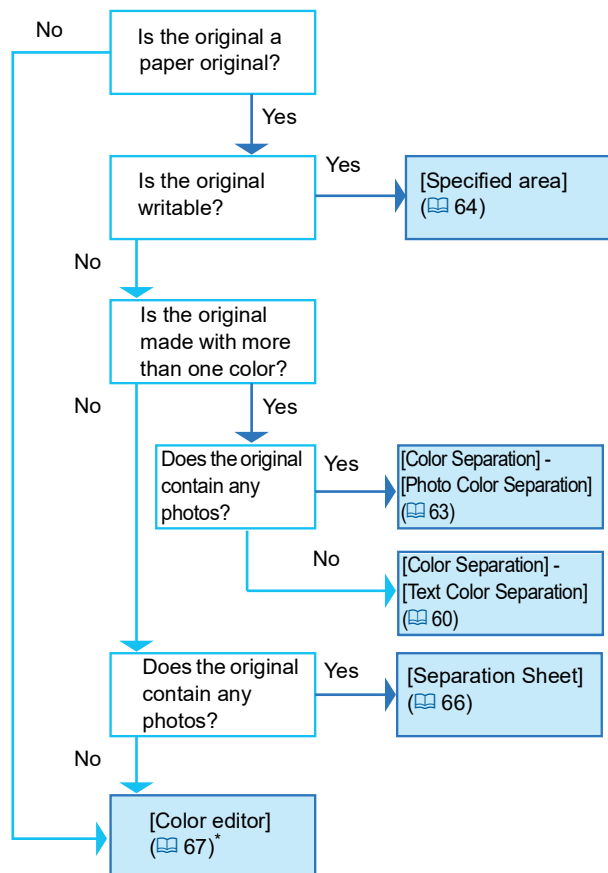 No
Is the original a
paper original?
Yes
Is the original
writable?
Yes
[Specified area]
(📖 64)
No
Is the original
made with more
than one color?
No
Yes
Does the original
contain any
photos?
Yes
[Color Separation] -
[Photo Color Separation]
(📖 63)
No
[Color Separation] -
[Text Color Separation]
(📖 60)
Does the original
contain any
photos?
Yes
[Separation Sheet]
(📖 66)
No
[Color editor]
(📖 67)*